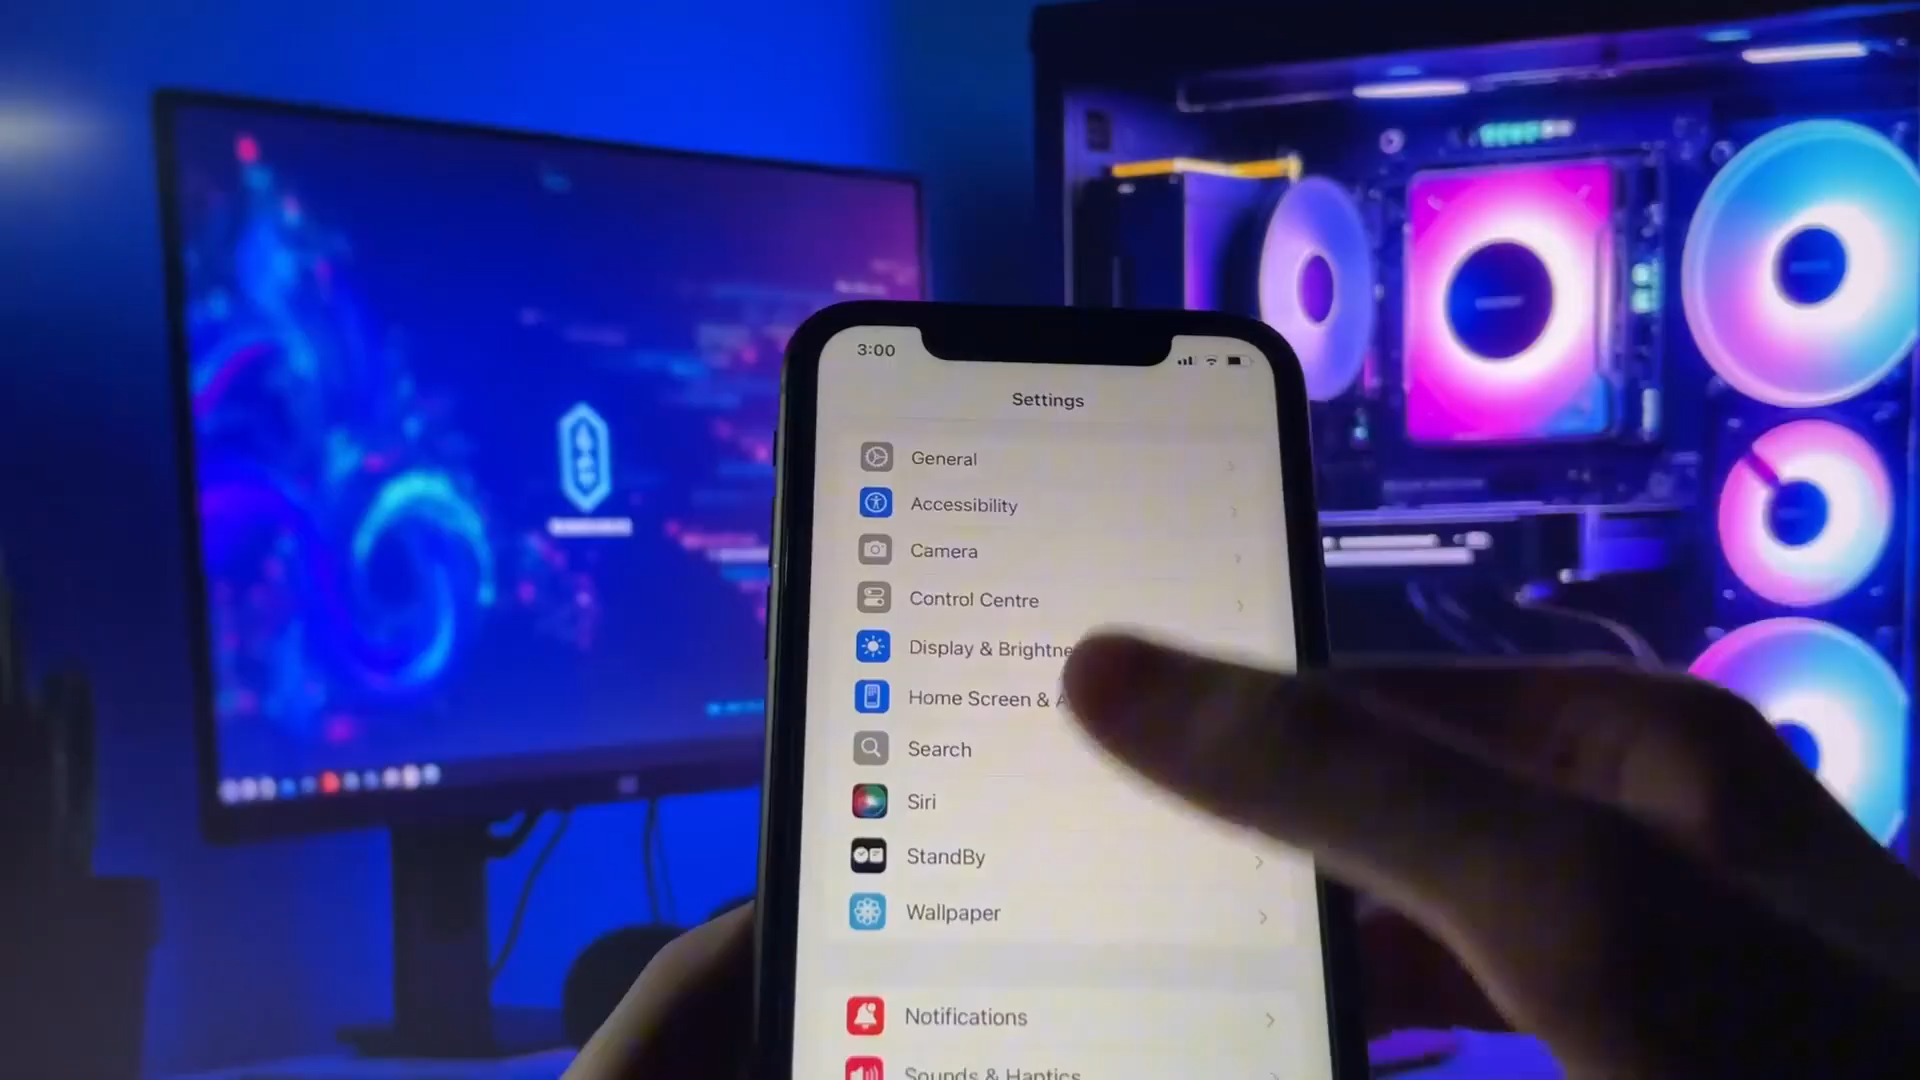 3:00
Settings
General
Accessibility
Camera
Control Centre
Display & Brightne
Home Screen & A
Search
Siri
StandBy
Wallpaper
Notifications
Sounds & Haptics